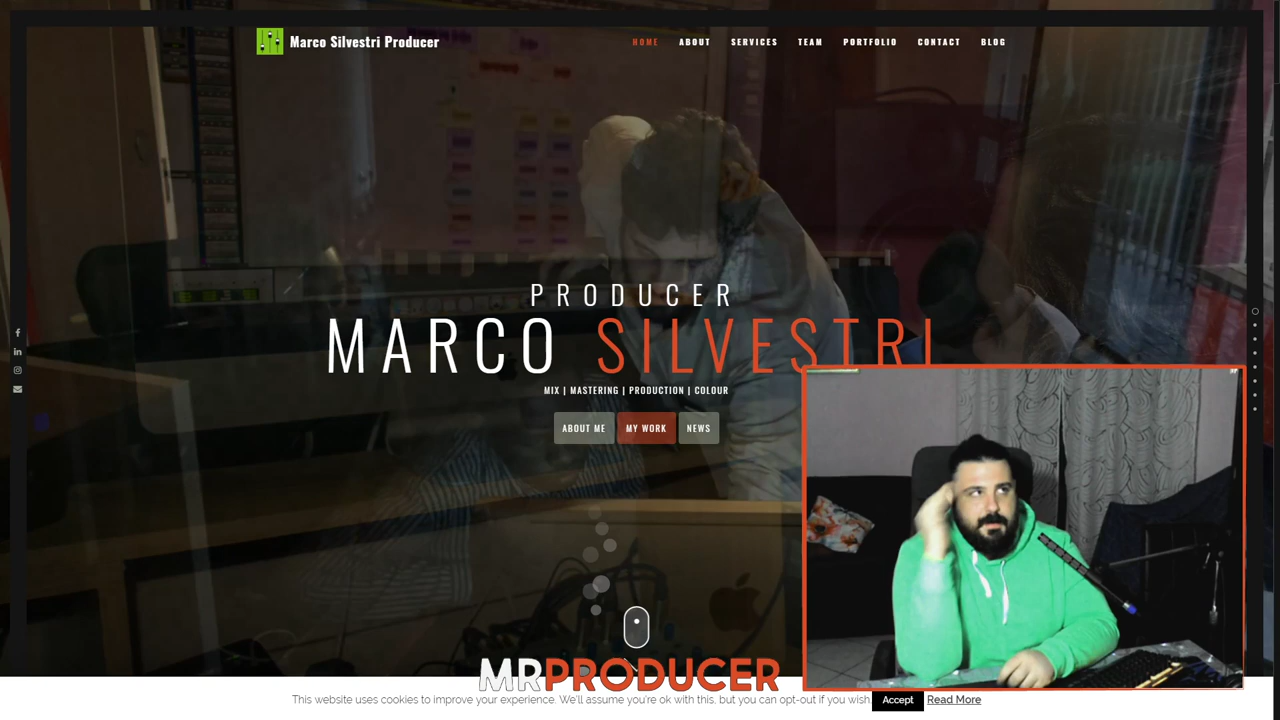 Marco Silvestri Producer
HOME ABOUT SERVICES TEAM PORTFOLIO CONTACT BLOG
PRODUCER
MARCO SILVESTRI
MIX | MASTERING | PRODUCTION | COLOUR
ABOUT ME MY WORK NEWS
MRPRODUCER
This website uses cookies to improve your experience. We'll assume you're ok with this, but you can opt-out if you wish. Accept Read More